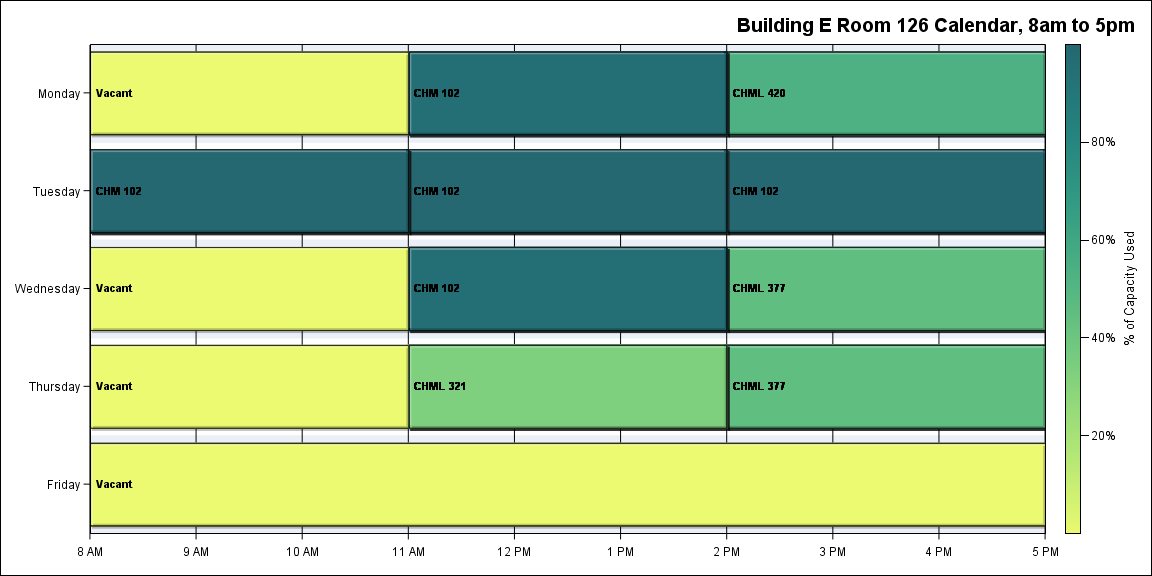 Building E Room 126 Calendar, 8am to 5pm
Monday
Vacant
CHM 102
CHML 420
Tuesday
CHM 102
CHM 102
CHM 102
Wednesday
Vacant
CHM 102
CHML 377
Thursday
Vacant
CHML 321
CHML 377
Friday
Vacant
8 AM
9 AM
10 AM
11 AM
12 PM
1 PM
2 PM
3 PM
4 PM
5 PM
80%
60%
40%
20%
% of Capacity Used